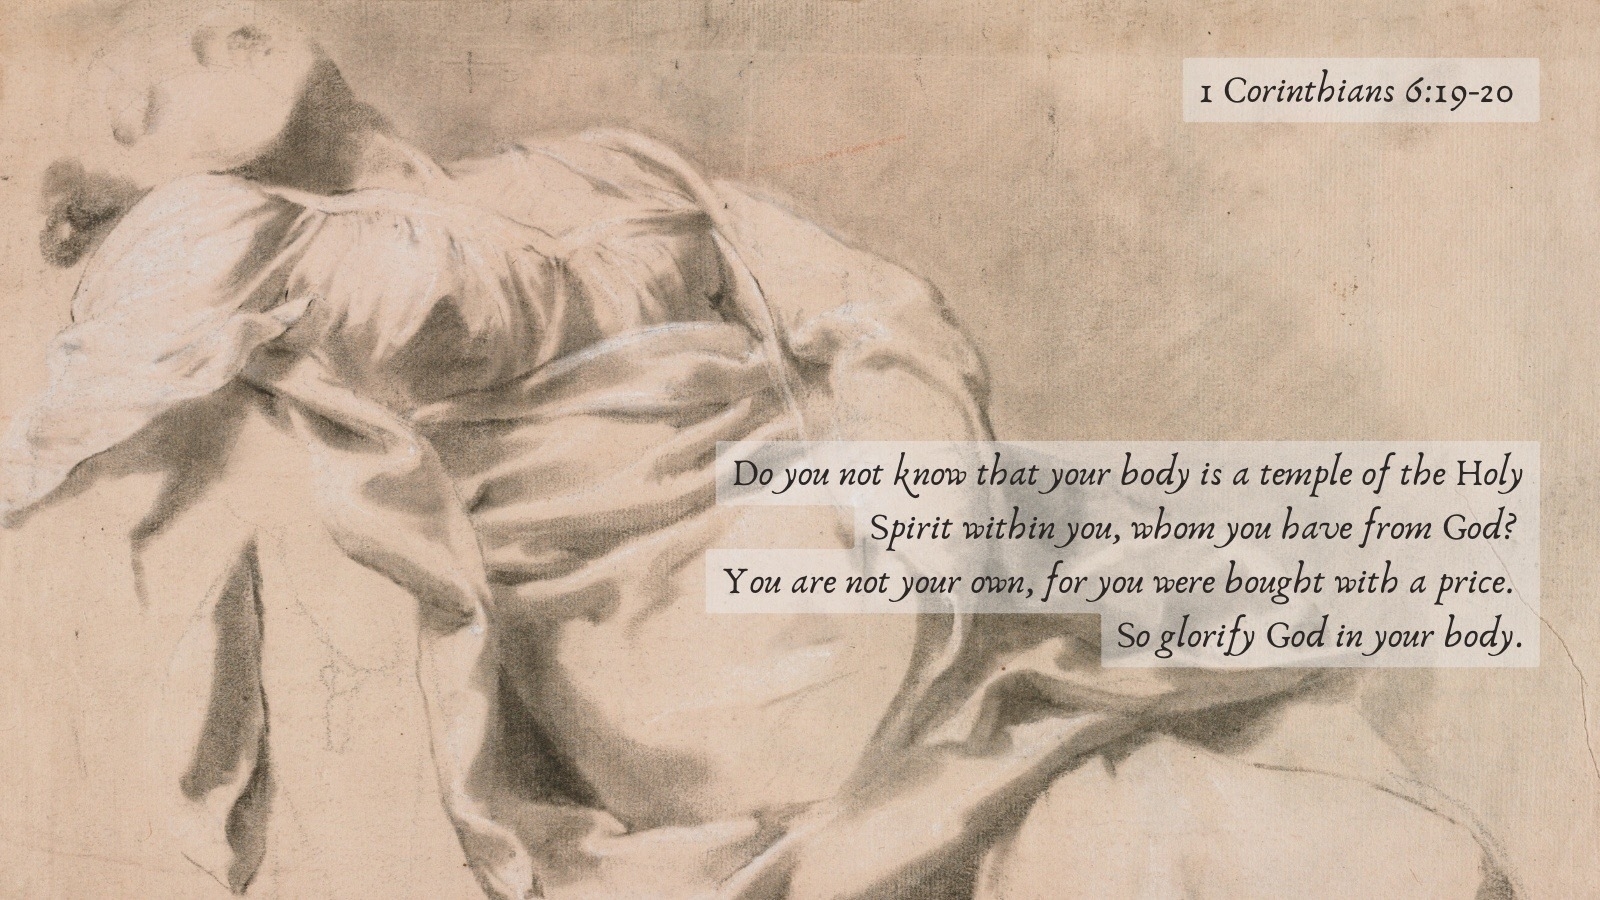 1 Corinthians 6:19-20
Do you not know that your body is a temple of the Holy
Spirit within you, whom you have from God?
You are not your own, for you were bought with a price.
So glorify God in your body.